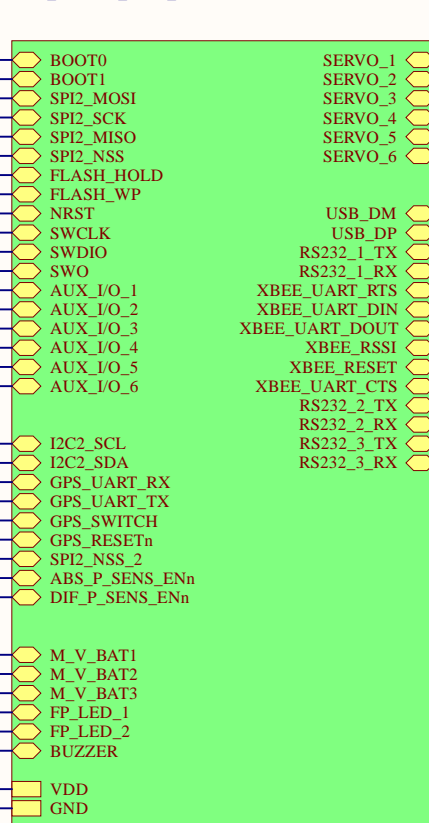 BOOT0
BOOT1
SPI2_MOSI
SPI2_SCK
SPI2_MISO
SPI2_NSS
FLASH_HOLD
FLASH_WP
NRST
SWCLK
SWDIO
SWO
AUX_I/O_1
AUX_I/O_2
AUX_I/O_3
AUX_I/O_4
AUX_I/O_5
AUX_I/O_6
I2C2_SCL
I2C2_SDA
GPS_UART_RX
GPS_UART_TX
GPS_SWITCH
GPS_RESETn
SPI2_NSS_2
ABS_P_SENS_ENn
DIF_P_SENS_ENn
M_V_BAT1
M_V_BAT2
M_V_BAT3
FP_LED_1
FP_LED_2
BUZZER
VDD
GND
SERVO_1
SERVO_2
SERVO_3
SERVO_4
SERVO_5
SERVO_6
USB_DM
USB_DP
RS232_1_TX
RS232_1_RX
XBEE_UART_RTS
XBEE_UART_DIN
XBEE_UART_DOUT
XBEE_RSSI
XBEE_RESET
XBEE_UART_CTS
RS232_2_TX
RS232_2_RX
RS232_3_TX
RS232_3_RX